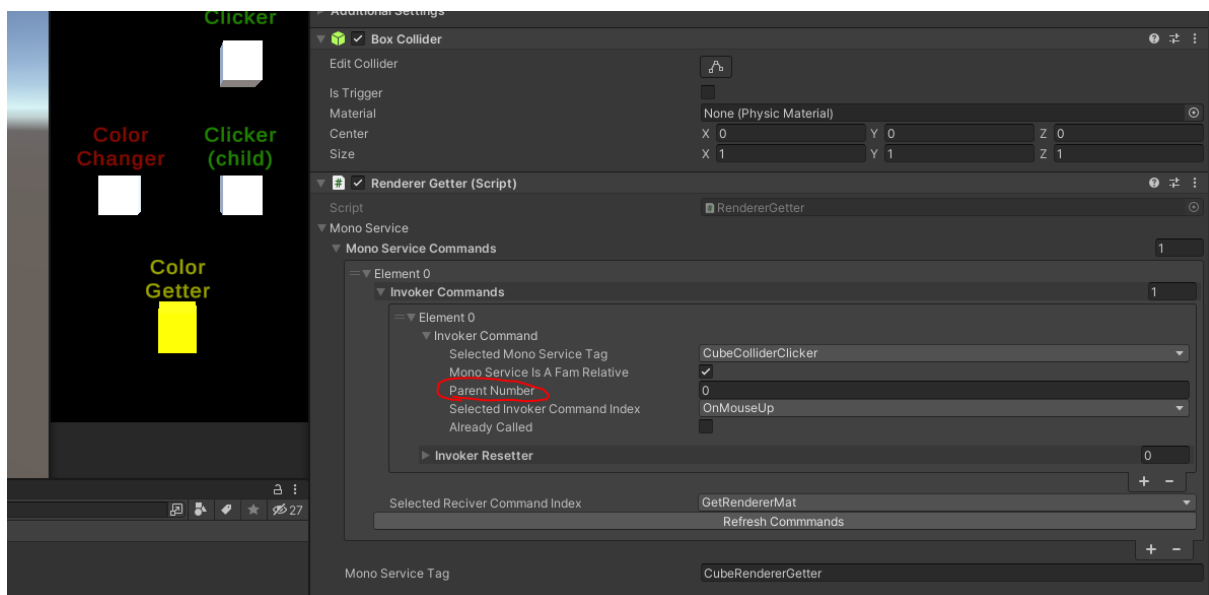 Clicker
Color
Changer
Clicker
(child)
Color
Getter
27
Additional Settings
Box Collider
Edit Collider
Is Trigger
Material None (Physic Material)
Center X 0 Y 0 Z 0
Size X 1 Y 1 Z 1
# Renderer Getter (Script)
Script RendererGetter
Mono Service
Mono Service Commands 1
Element 0
Invoker Commands 1
Element 0
Invoker Command
Selected Mono Service Tag CubeColliderClicker
Mono Service Is A Fam Relative
Parent Number 0
Selected Invoker Command Index OnMouseUp
Already Called
Invoker Resetter 0
+ -
Selected Reciver Command Index GetRendererMat
Refresh Commmands
+ -
Mono Service Tag CubeRendererGetter